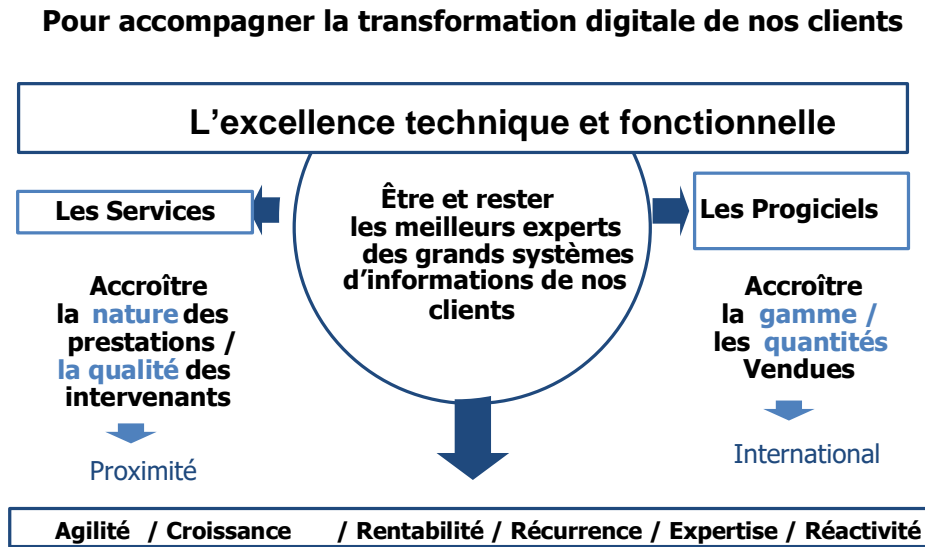 Pour accompagner la transformation digitale de nos clients
L'excellence technique et fonctionnelle
Les Services
Être et rester
les meilleurs experts
des grands systèmes
d'informations de nos
clients
Les Progiciels
Accroître
la nature des
prestations /
la qualité des
intervenants
Proximité
Accroître
la gamme /
les quantités
Vendues
International
Agilité / Croissance / Rentabilité / Récurrence / Expertise / Réactivité